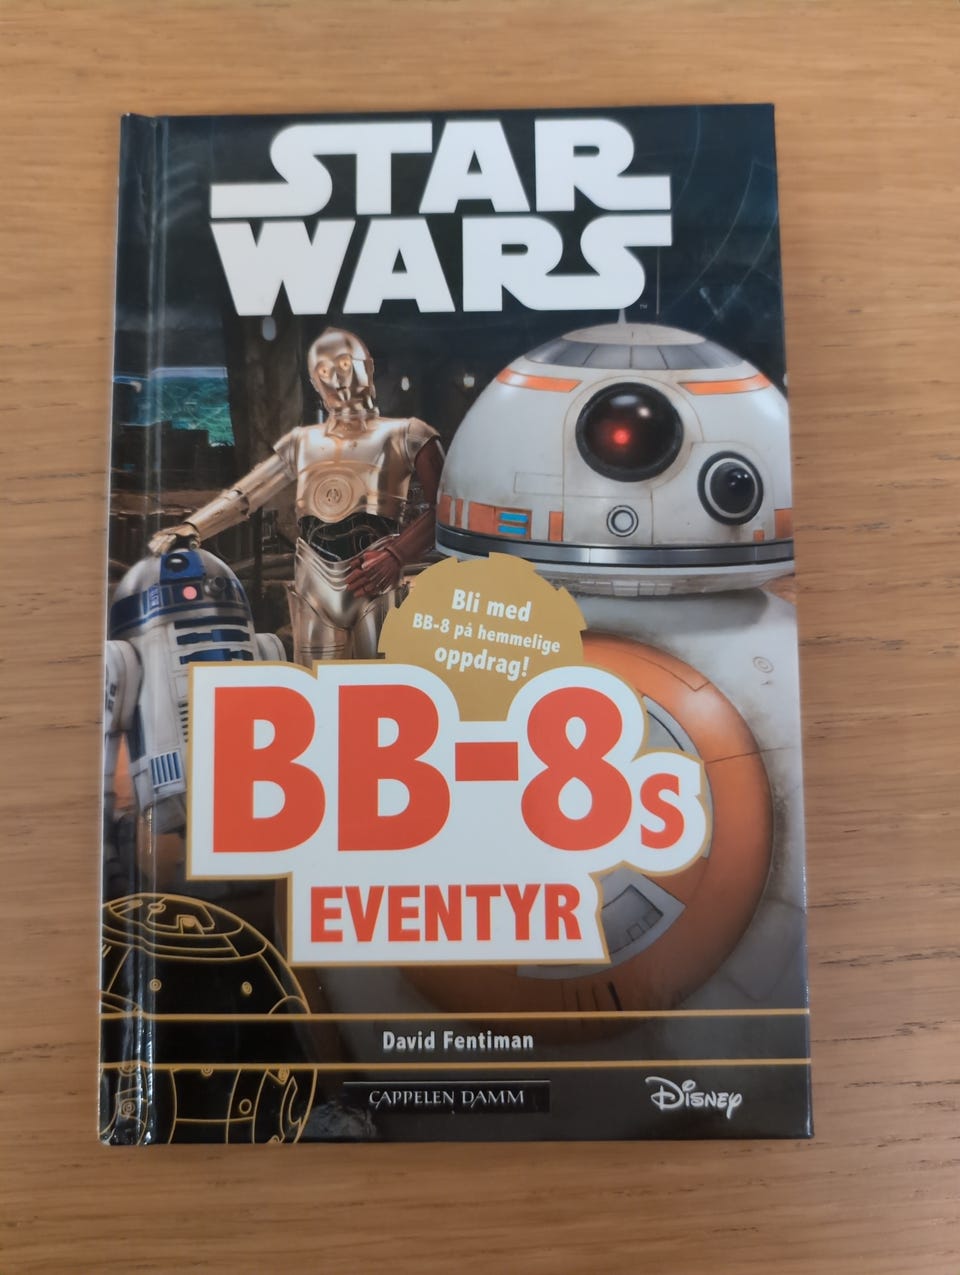 STAR
WARS
Bli med
BB-8 på hemmelige
oppdrag!
BB-8s
EVENTYR
David Fentiman
CAPPELEN DAMM
Disney